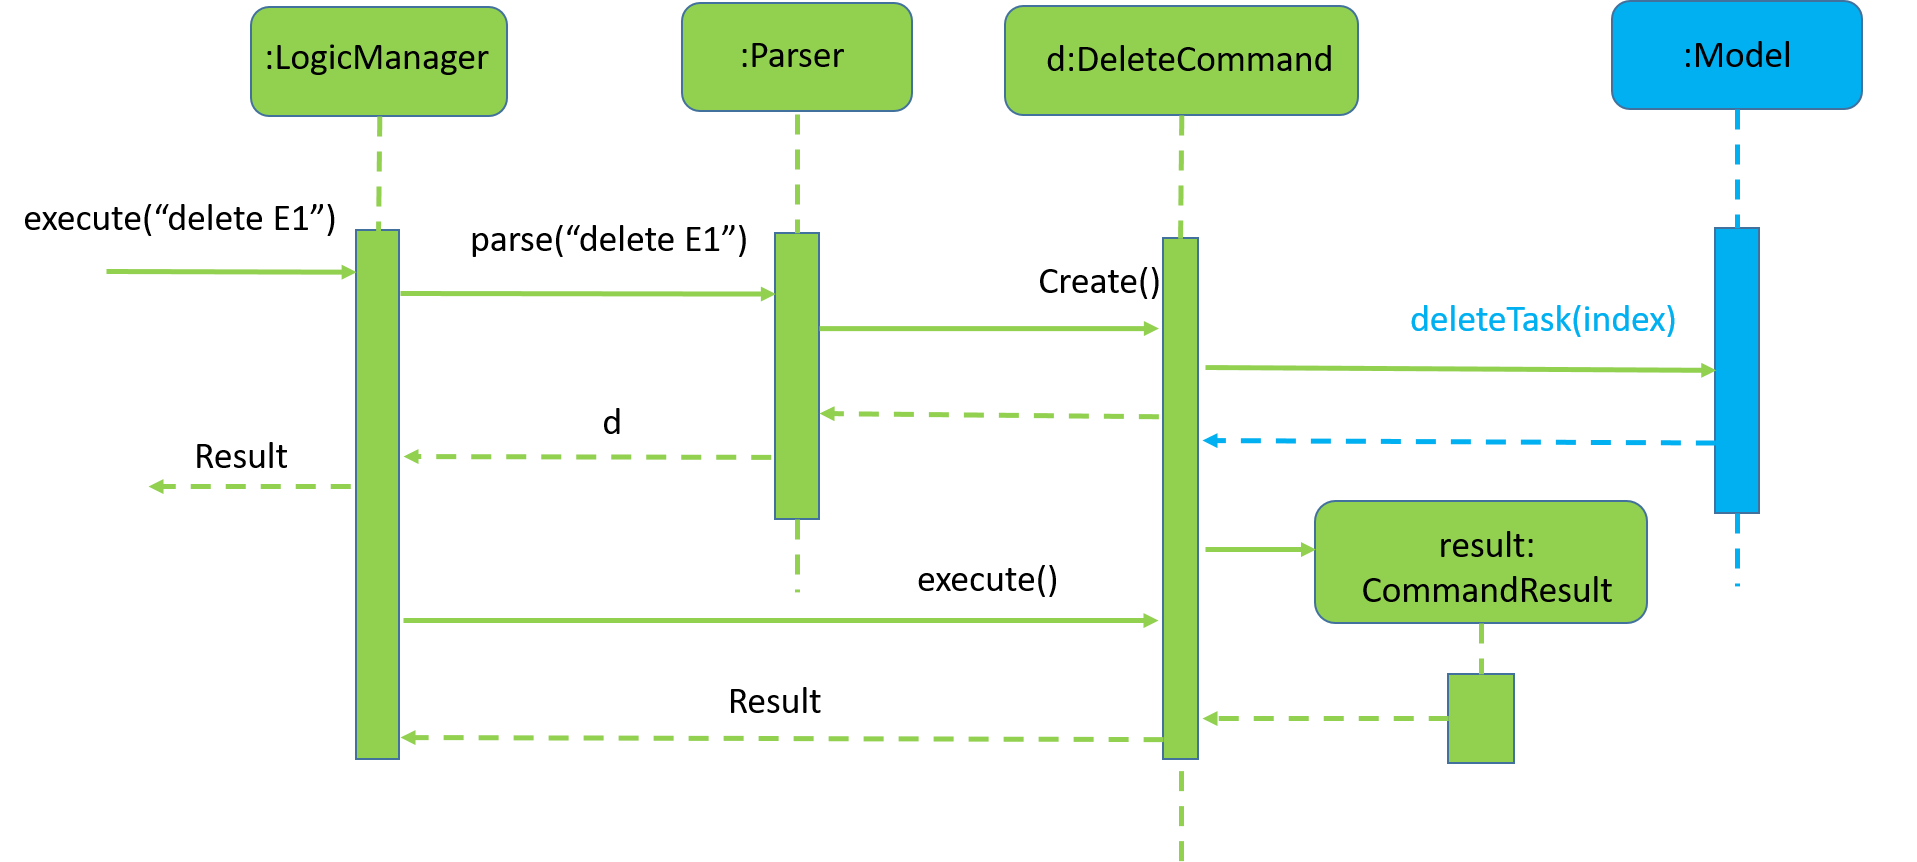 :LogicManager
:Parser
d:DeleteCommand
:Model
execute(“delete E1”)
parse(“delete E1”)
Create()
deleteTask(index)
d
Result
result:
CommandResult
execute()
Result